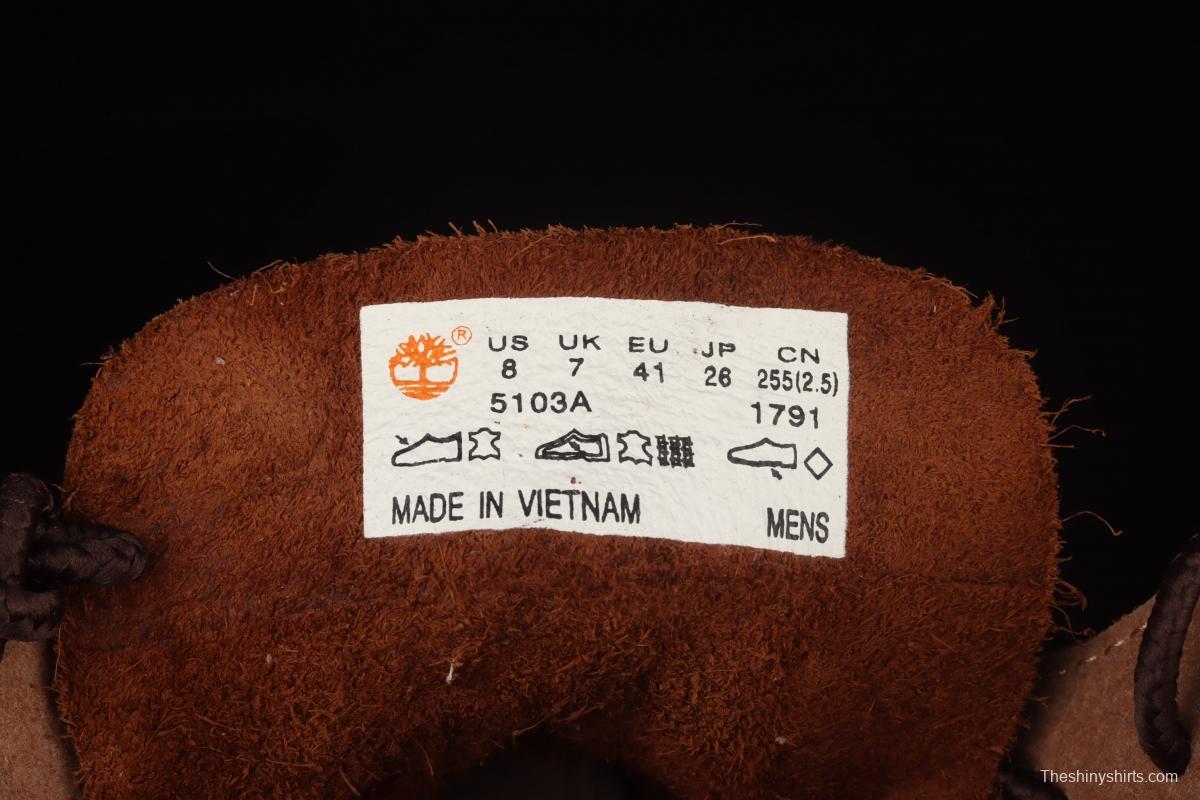 ® US UK EU JP CN
8 7 41 26 255(2.5)
5103A 1791
MADE IN VIETNAM MENS
Theshinyshirts.com